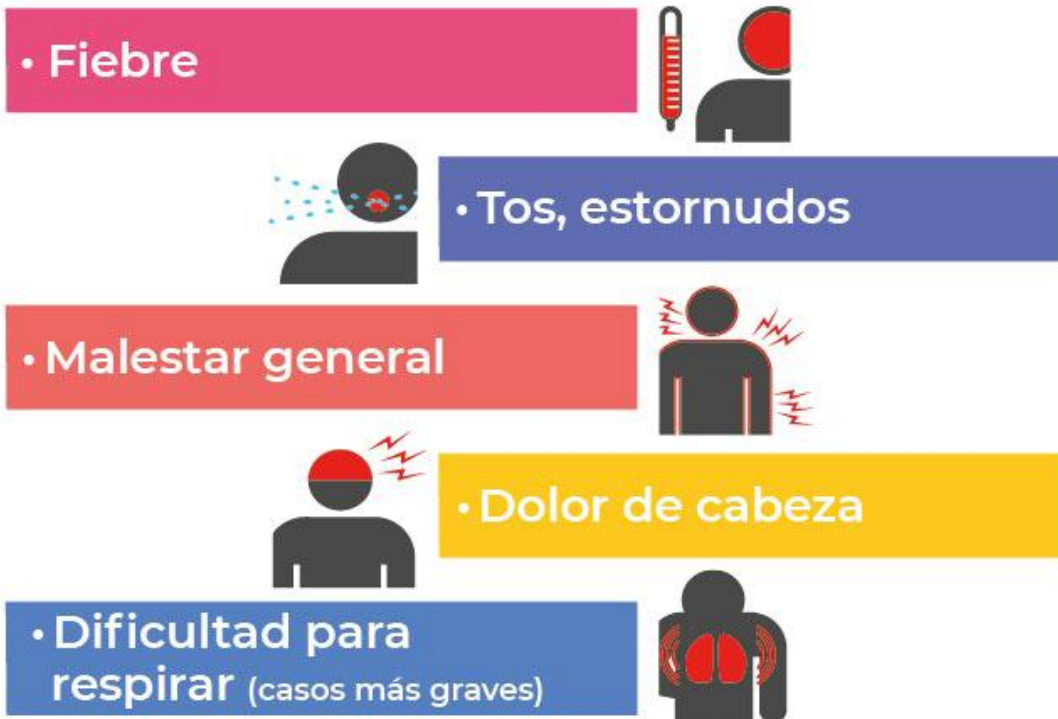 • Fiebre
• Tos, estornudos
• Malestar general
• Dolor de cabeza
• Dificultad para
respirar (casos más graves)